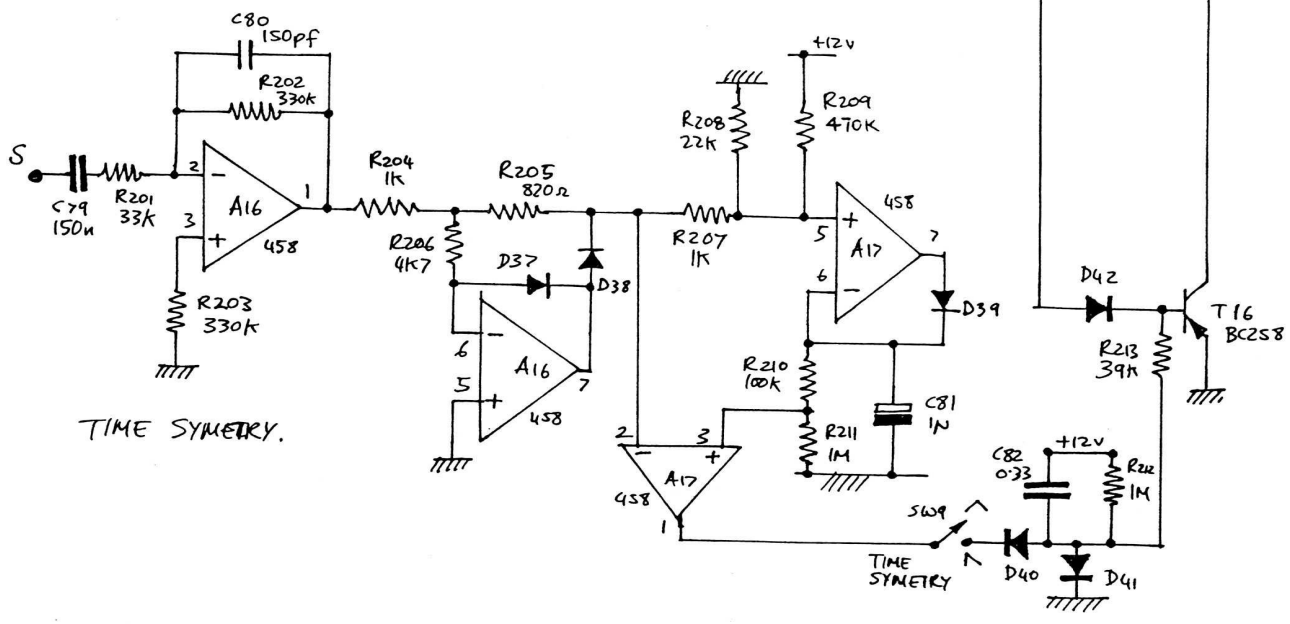 C80
150pf
R202
330K
S
C79
150n
R201
33K
2
-
3
+
A16
1
458
R203
330K
R204
1K
R205
820Ω
R206
4K7
D37
D38
6
-
5
+
A16
7
458
R207
1K
R208
22K
+12v
R209
470K
458
5
+
A17
7
6
-
D39
R210
100K
R211
1M
C81
1N
2
-
3
+
A17
458
1
SW9
TIME
SYMETRY
D40
D41
C82
0.33
+12v
R212
1M
D42
R213
39K
T16
BC258
TIME SYMETRY.